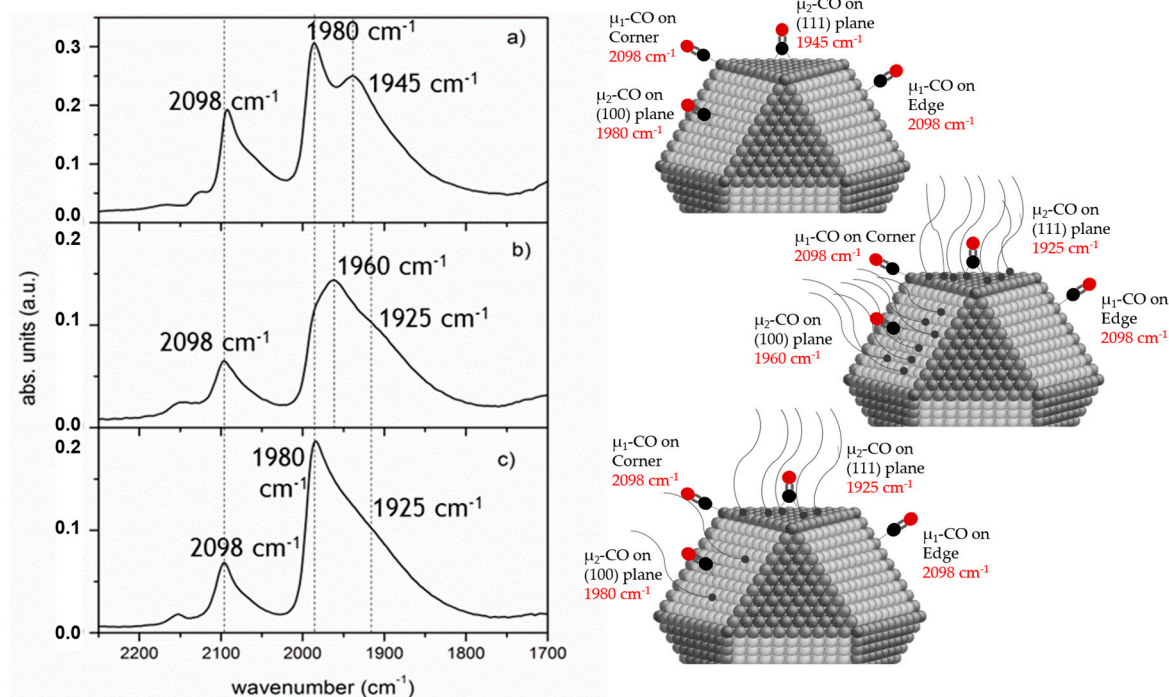 a)
2098 cm⁻¹
1980 cm⁻¹
1945 cm⁻¹
0.3
0.2
0.1
0.0
b)
2098 cm⁻¹
1960 cm⁻¹
1925 cm⁻¹
0.2
0.1
0.0
c)
2098 cm⁻¹
1980
cm⁻¹
1925 cm⁻¹
0.2
0.1
0.0
abs. units (a.u.)
2200 2100 2000 1900 1800 1700
wavenumber (cm⁻¹)
μ₁-CO on
Corner
2098 cm⁻¹
μ₂-CO on
(111) plane
1945 cm⁻¹
μ₂-CO on
(100) plane
1980 cm⁻¹
μ₁-CO on
Edge
2098 cm⁻¹
μ₁-CO on Corner
2098 cm⁻¹
μ₂-CO on
(111) plane
1925 cm⁻¹
μ₂-CO on
(100) plane
1960 cm⁻¹
μ₁-CO on
Edge
2098 cm⁻¹
μ₁-CO on
Corner
2098 cm⁻¹
μ₂-CO on
(111) plane
1925 cm⁻¹
μ₂-CO on
(100) plane
1980 cm⁻¹
μ₁-CO on
Edge
2098 cm⁻¹